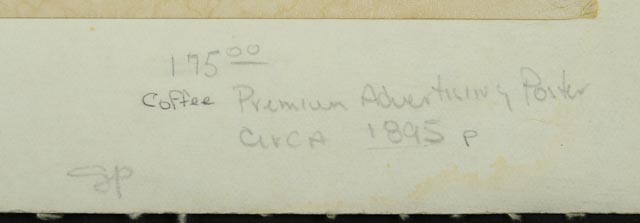 175.00
Coffee Premium Advertising Poster
Circa 1895 P